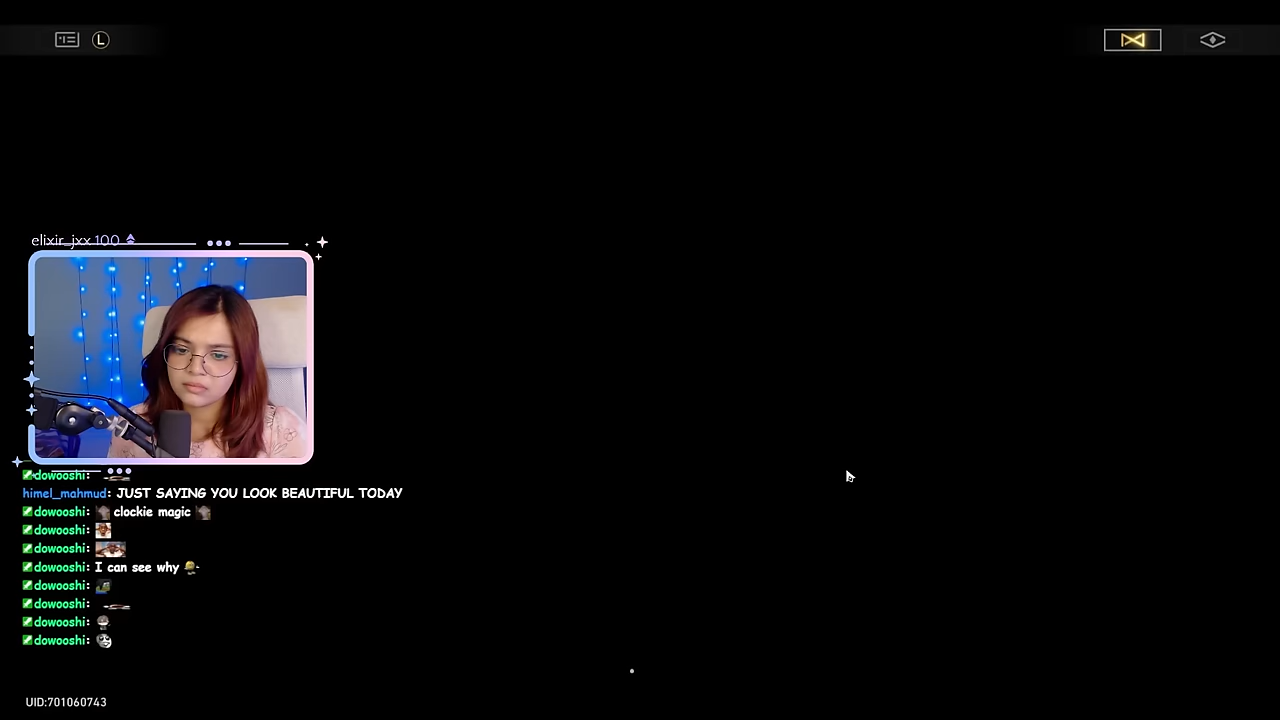 L
elixir_jxx 100
dowooshi:
himel_mahmud: JUST SAYING YOU LOOK BEAUTIFUL TODAY
dowooshi: clockie magic
dowooshi:
dowooshi:
dowooshi: I can see why
dowooshi:
dowooshi:
dowooshi:
dowooshi:
UID:701060743